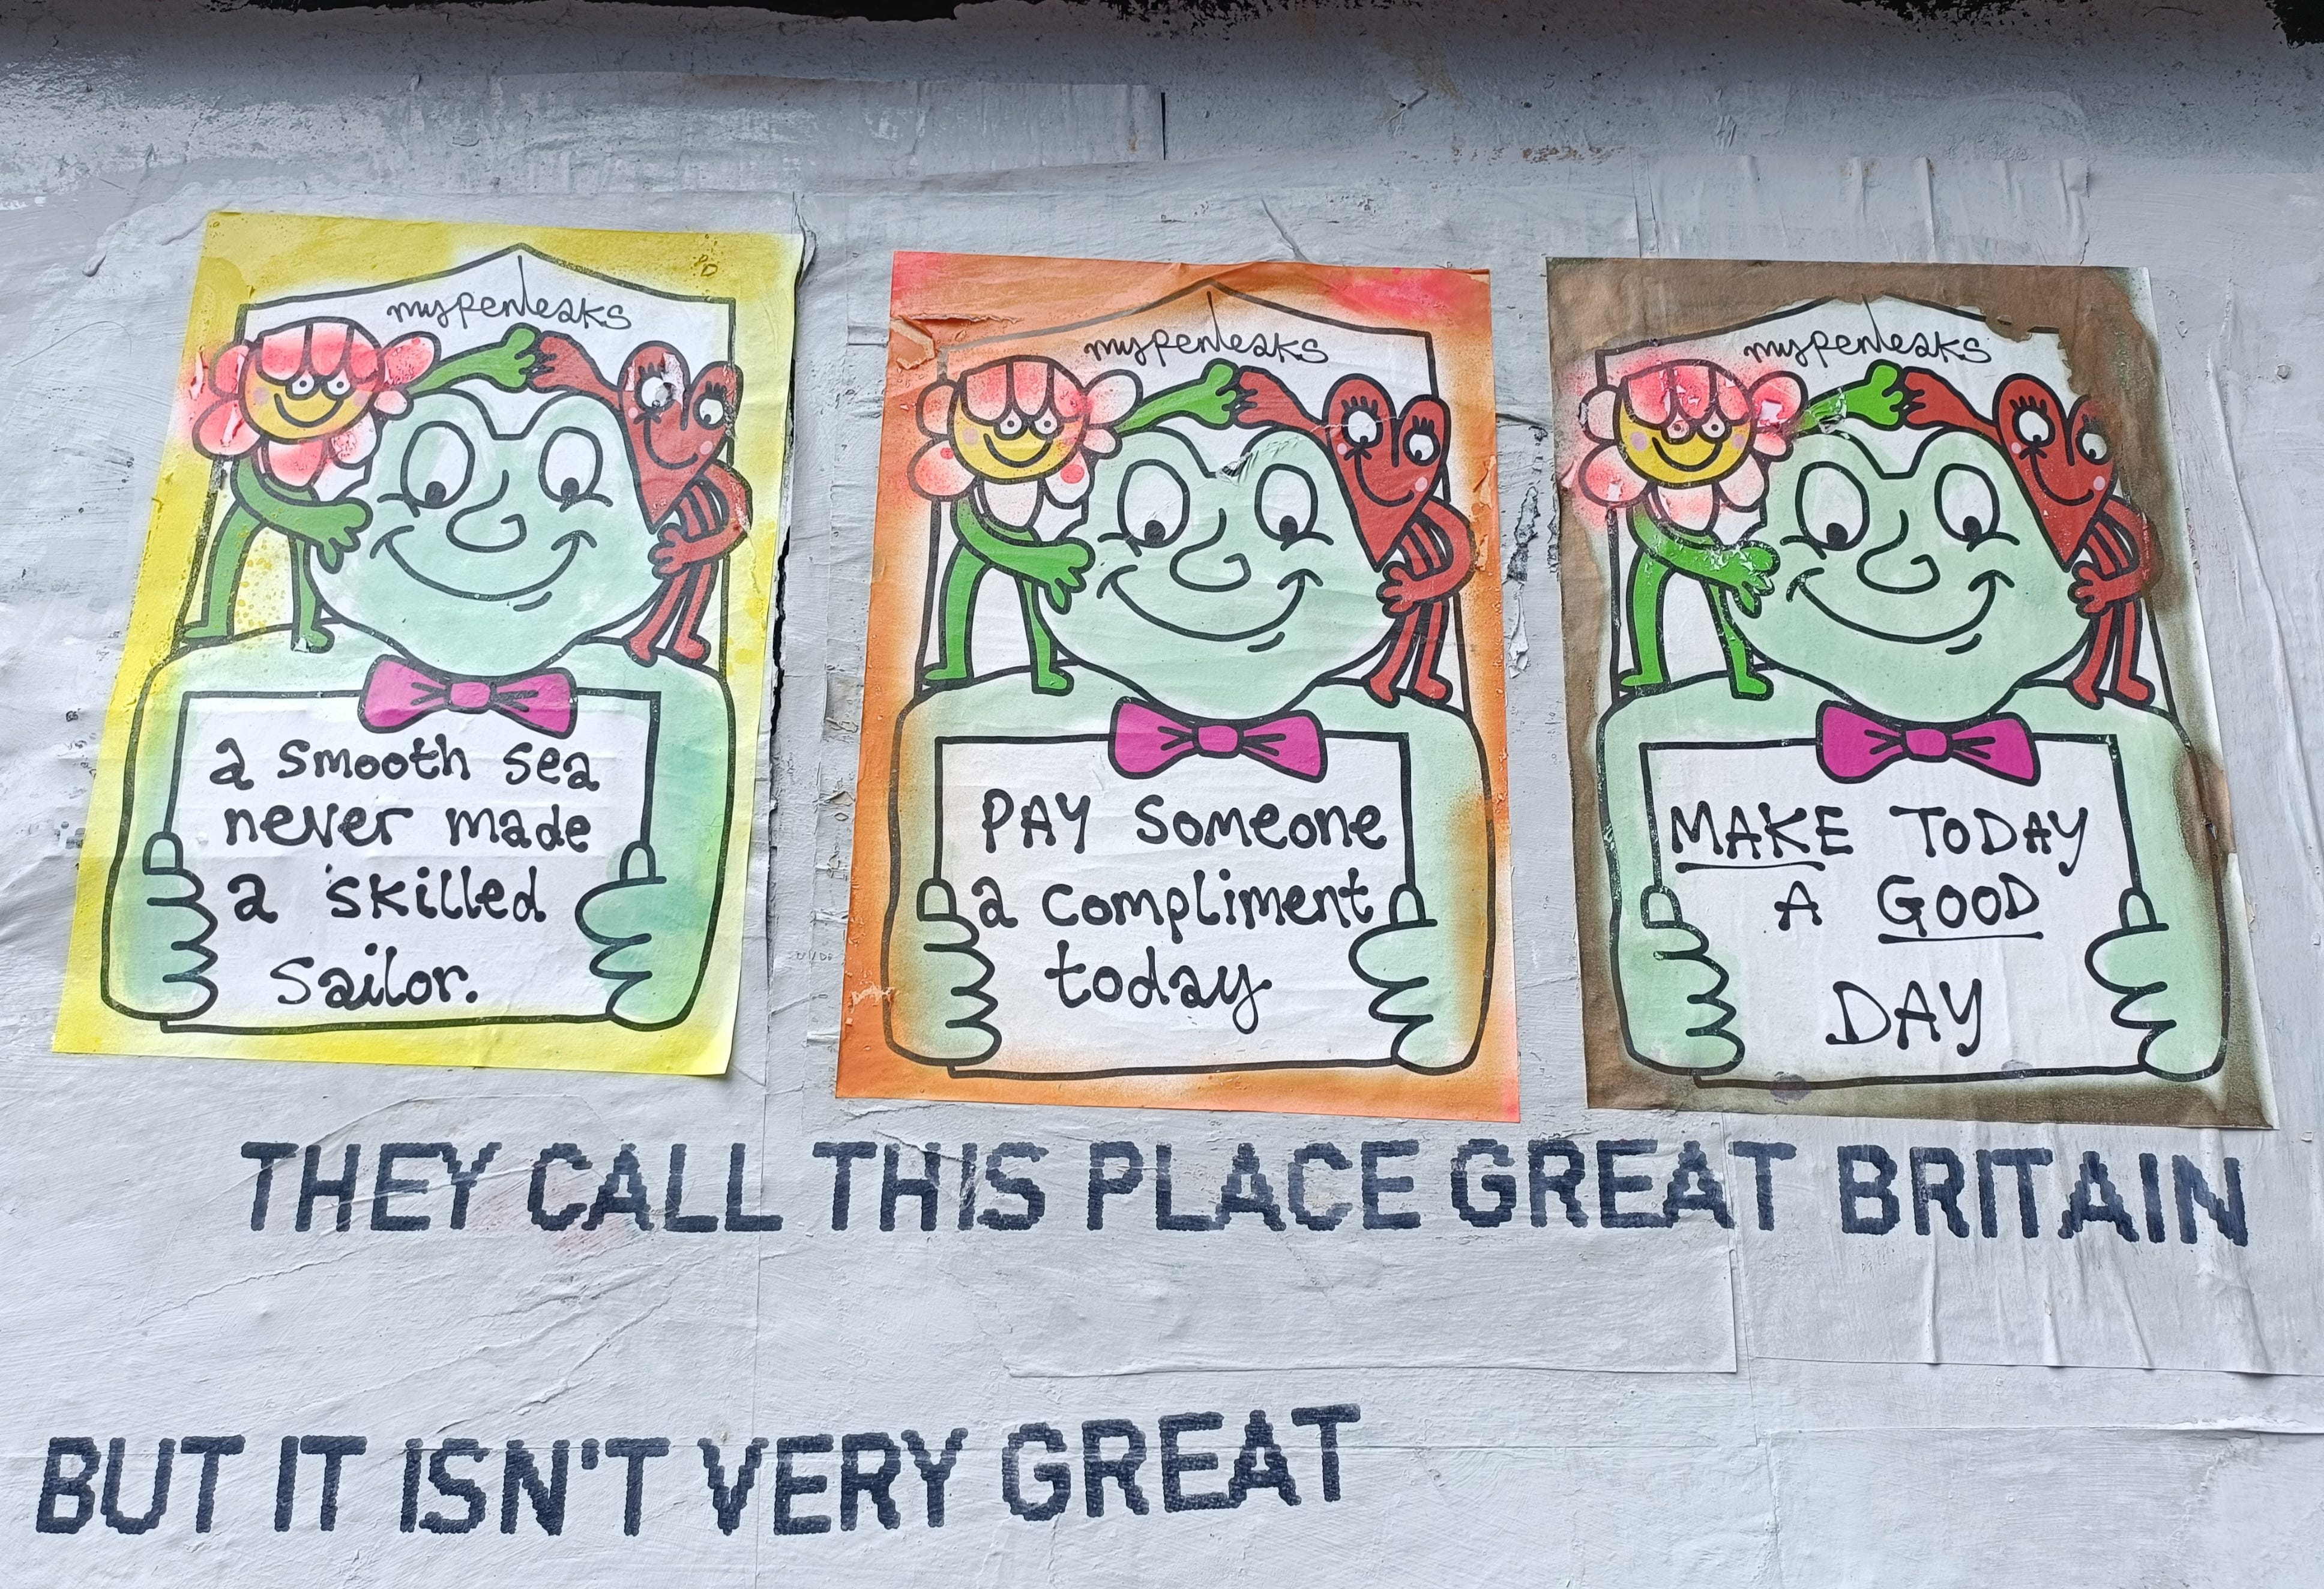 mypenleaks
a smooth sea
never made
a skilled
sailor.
mypenleaks
PAY someone
a compliment
today.
mypenleaks
MAKE TODAY
A GOOD
DAY
THEY CALL THIS PLACE GREAT BRITAIN
BUT IT ISN'T VERY GREAT